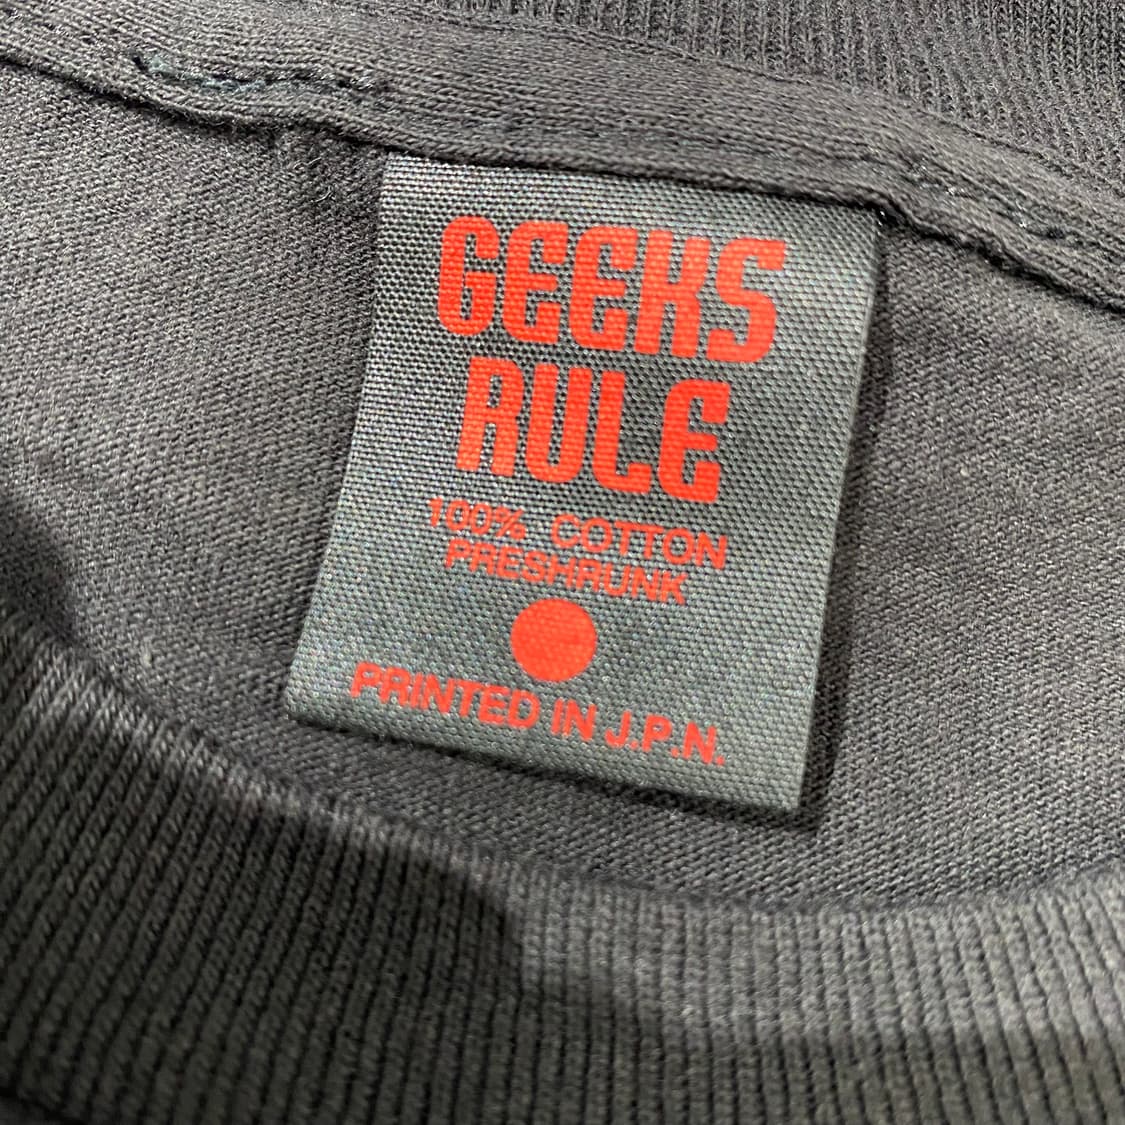 GEEKS
RULE
100% COTTON
PRESHRUNK
PRINTED IN J.P.N.